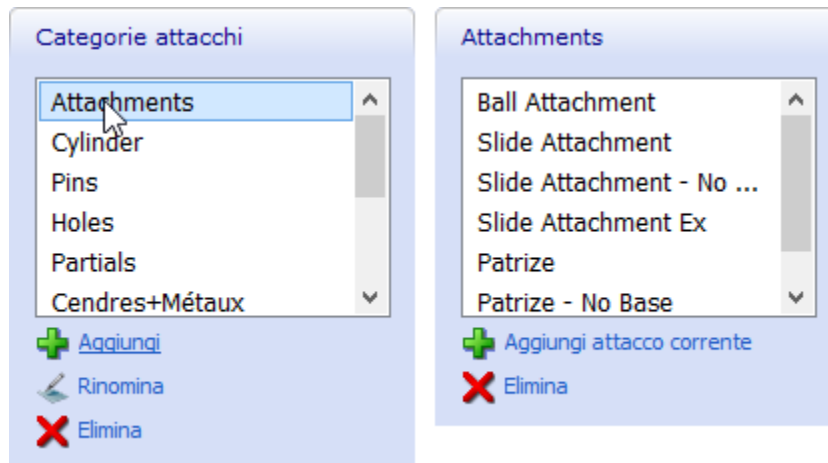 Categorie attacchi
Attachments
Cylinder
Pins
Holes
Partials
Cendres+Métaux
Aggiungi
Rinomina
Elimina
Attachments
Ball Attachment
Slide Attachment
Slide Attachment - No ...
Slide Attachment Ex
Patrize
Patrize - No Base
Aggiungi attacco corrente
Elimina